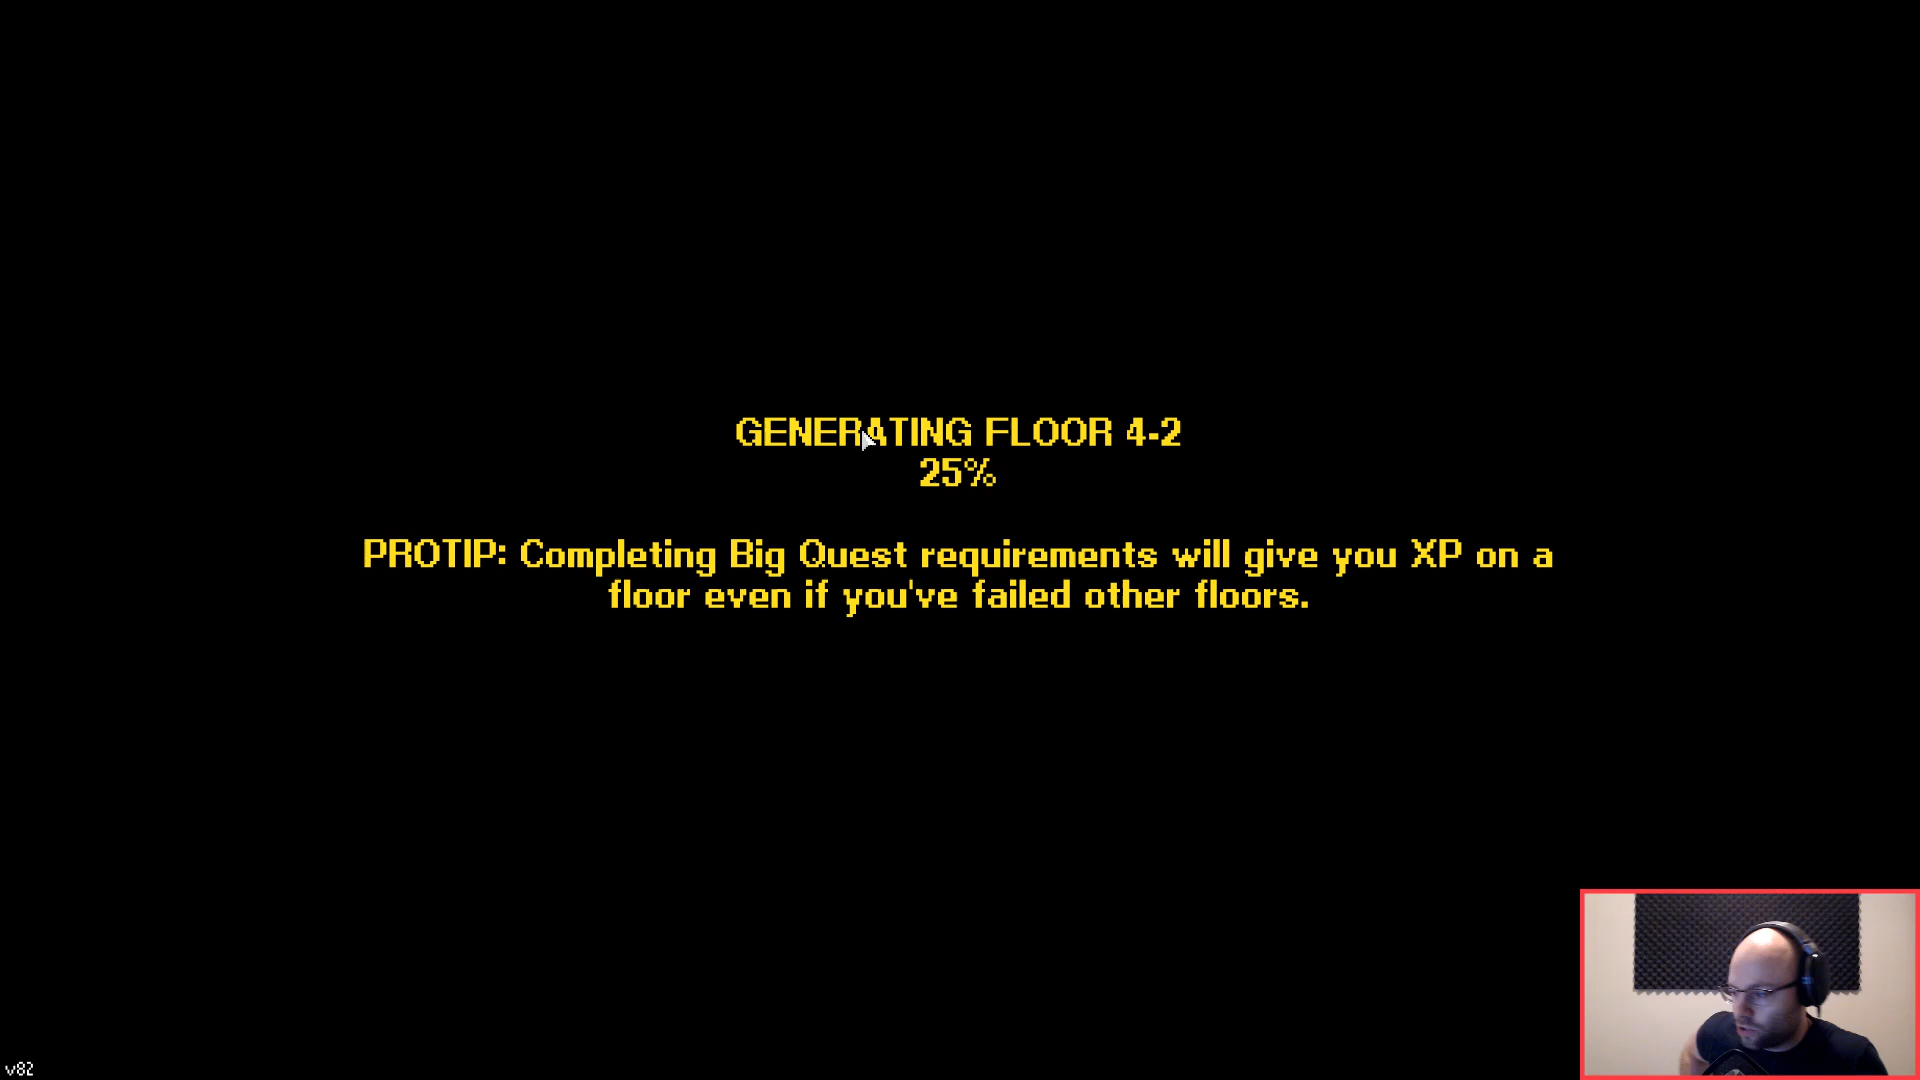 GENERATING FLOOR 4-2
25%
PROTIP: Completing Big Quest requirements will give you XP on a
floor even if you've failed other floors.
v82